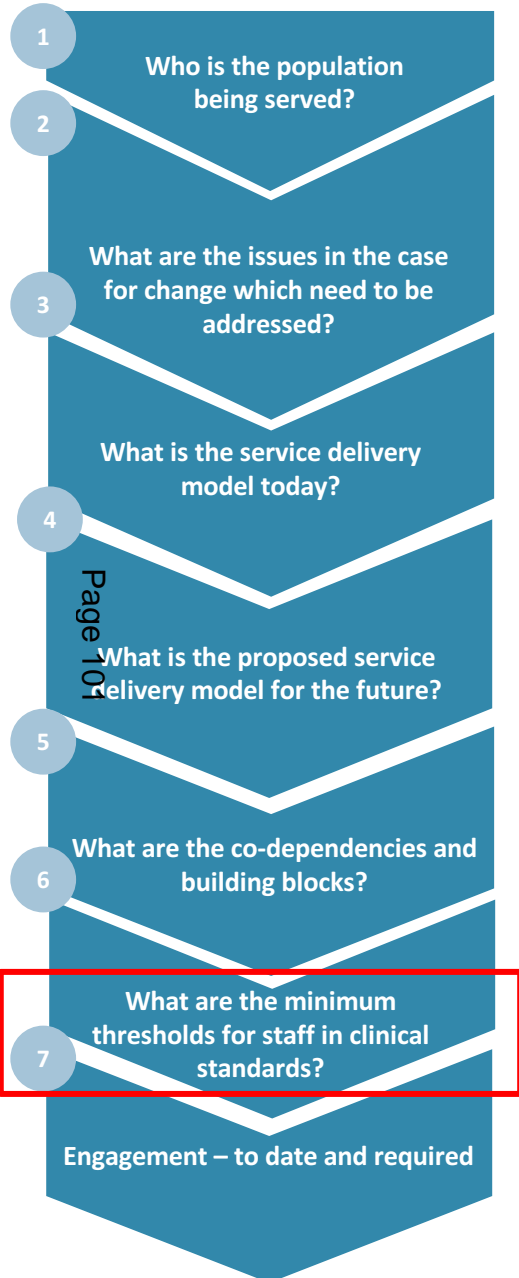 1
Who is the population
being served?
2
What are the issues in the case
for change which need to be
addressed?
3
What is the service delivery
model today?
4
Page 101
What is the proposed service
delivery model for the future?
5
What are the co-dependencies and
building blocks?
6
What are the minimum
thresholds for staff in clinical
standards?
7
Engagement – to date and required